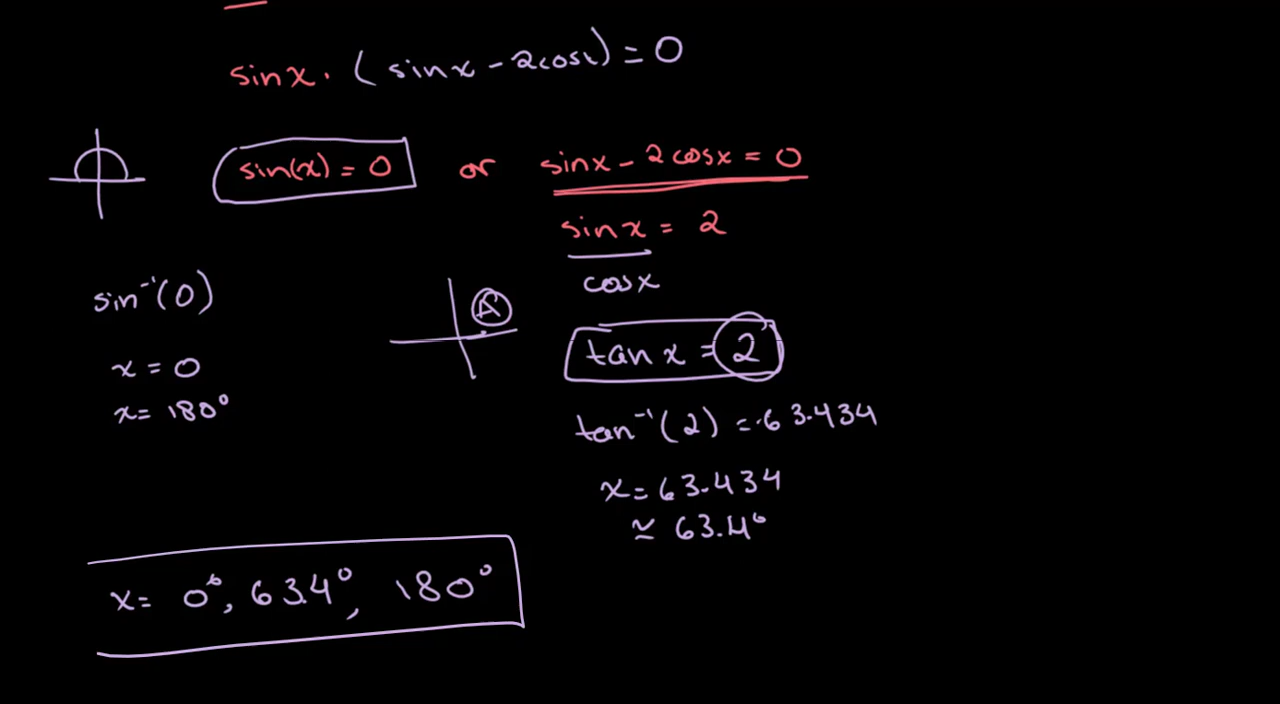 sinx · (sinx - 2cosx) = 0
sin(x) = 0 or sinx - 2cosx = 0
sinx = 2
cosx
sin⁻¹(0)
A
tan x = 2
x = 0
x = 180°
tan⁻¹(2) = 63.434
x = 63.434
≃ 63.4°
x = 0°, 63.4°, 180°